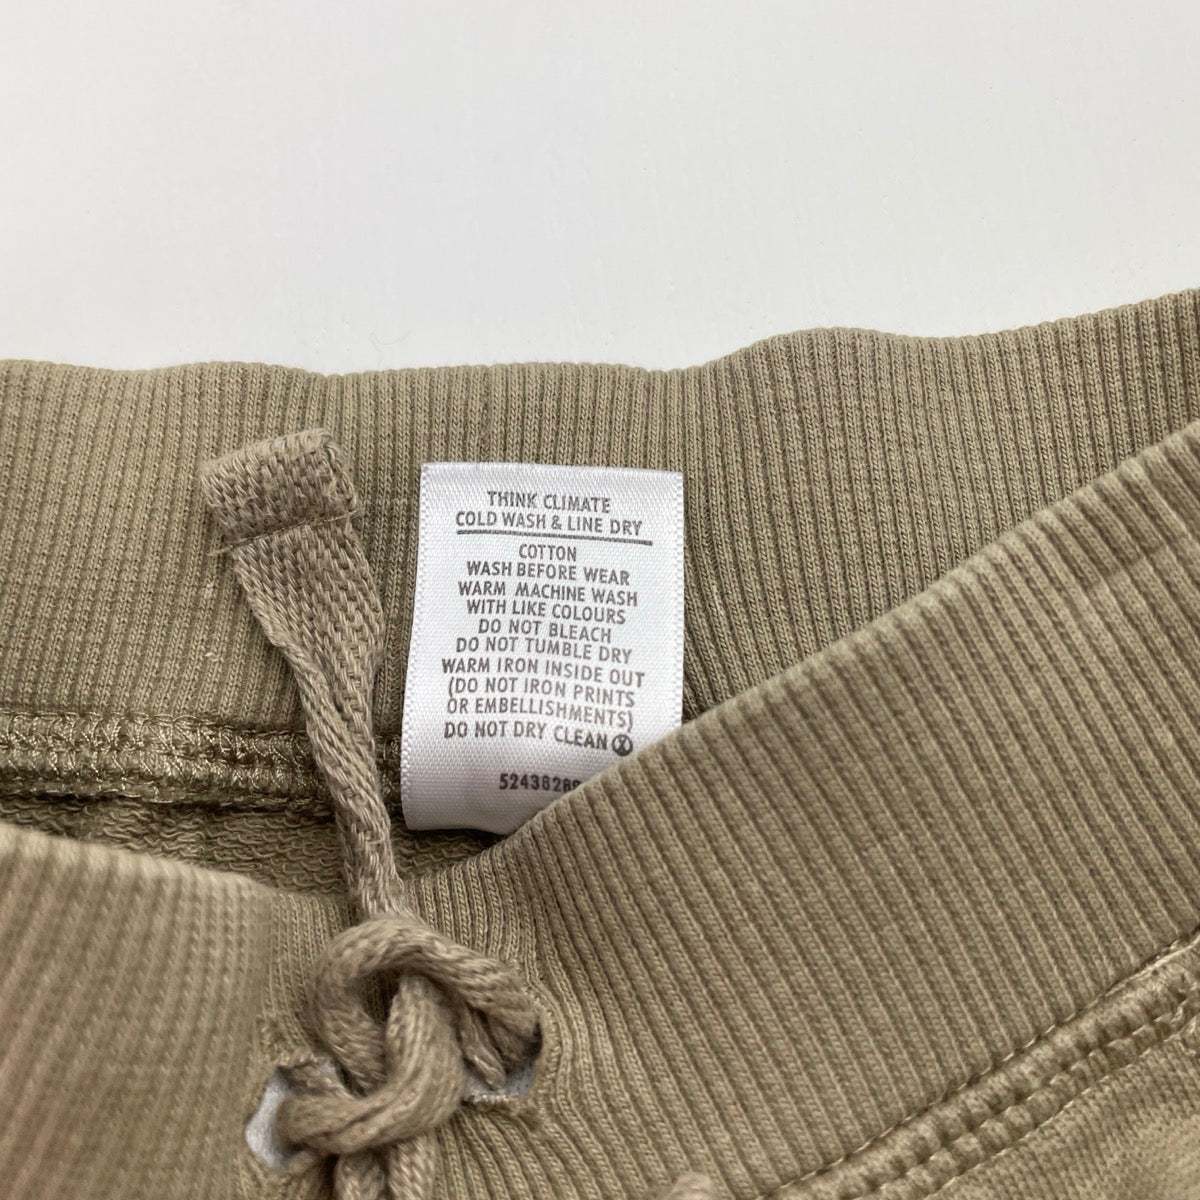 THINK CLIMATE
COLD WASH & LINE DRY
COTTON
WASH BEFORE WEAR
WARM MACHINE WASH
WITH LIKE COLOURS
DO NOT BLEACH
DO NOT TUMBLE DRY
WARM IRON INSIDE OUT
(DO NOT IRON PRINTS
OR EMBELLISHMENTS)
DO NOT DRY CLEAN